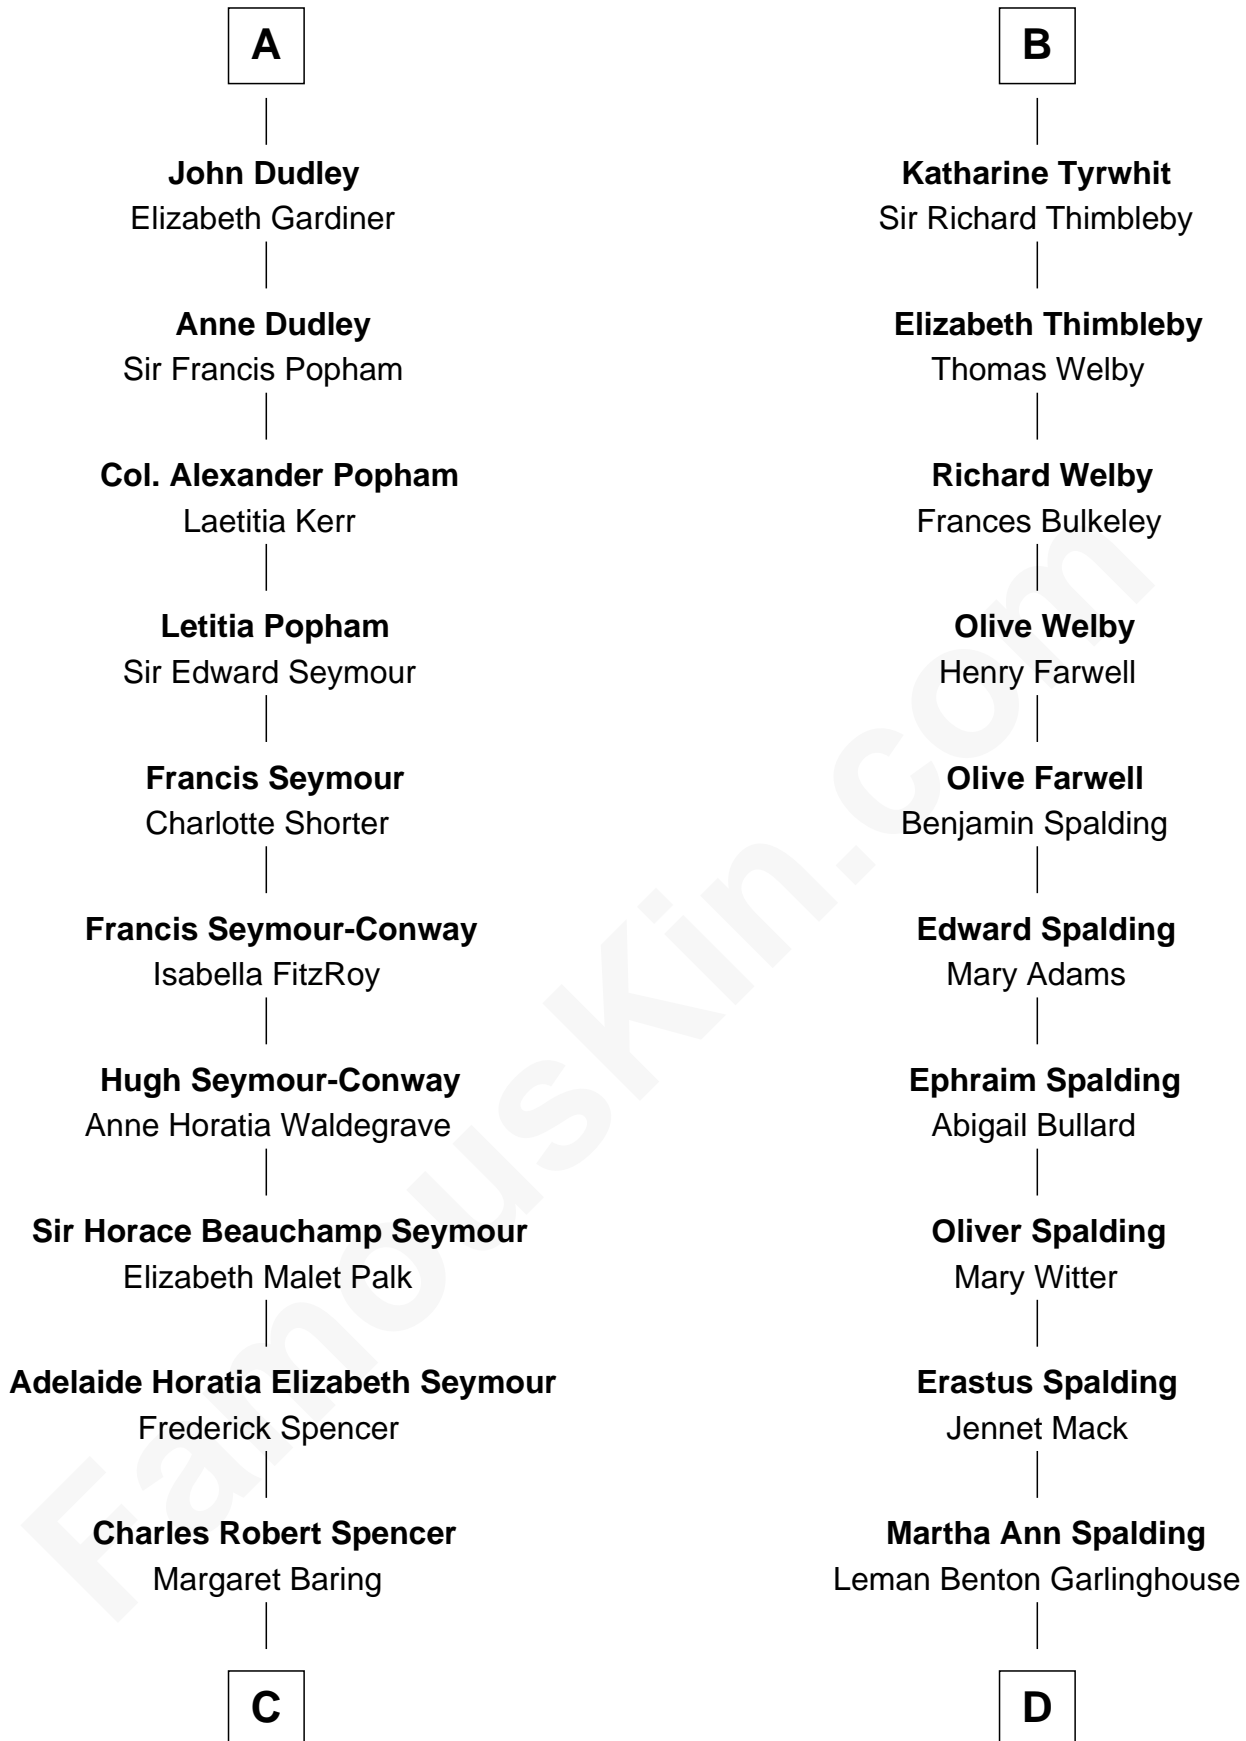 A
John Dudley
Elizabeth Gardiner
Anne Dudley
Sir Francis Popham
Col. Alexander Popham
Laetitia Kerr
Letitia Popham
Sir Edward Seymour
Francis Seymour
Charlotte Shorter
Francis Seymour-Conway
Isabella FitzRoy
Hugh Seymour-Conway
Anne Horatia Waldegrave
Sir Horace Beauchamp Seymour
Elizabeth Malet Palk
Adelaide Horatia Elizabeth Seymour
Frederick Spencer
Charles Robert Spencer
Margaret Baring
C
B
Katharine Tyrwhit
Sir Richard Thimbleby
Elizabeth Thimbleby
Thomas Welby
Richard Welby
Frances Bulkeley
Olive Welby
Henry Farwell
Olive Farwell
Benjamin Spalding
Edward Spalding
Mary Adams
Ephraim Spalding
Abigail Bullard
Oliver Spalding
Mary Witter
Erastus Spalding
Jennet Mack
Martha Ann Spalding
Leman Benton Garlinghouse
D
FamousKin.com